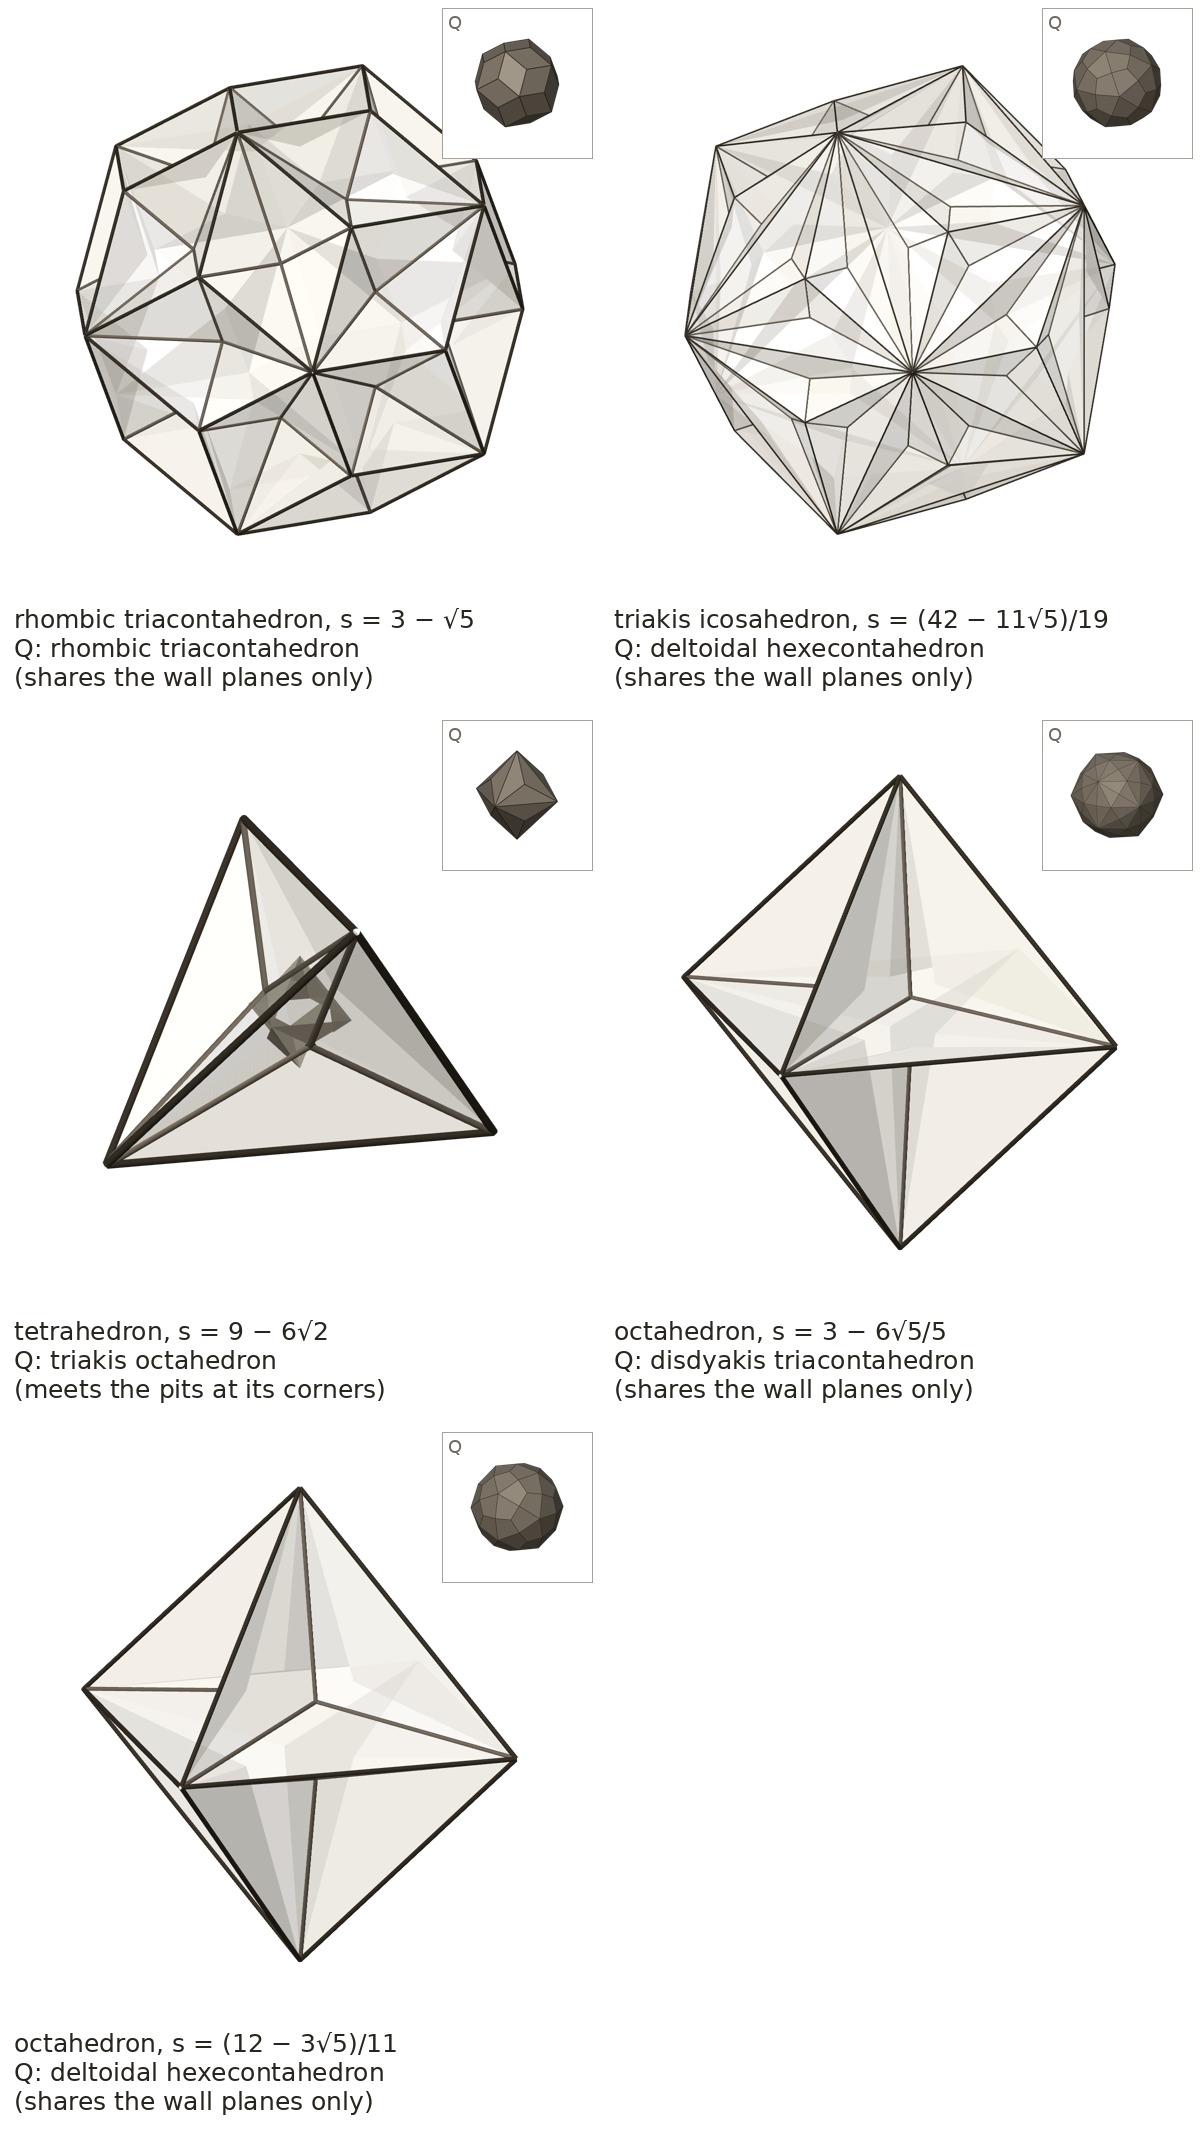 Q
Q
rhombic triacontahedron, s = 3 − √5
Q: rhombic triacontahedron
(shares the wall planes only)
triakis icosahedron, s = (42 − 11√5)/19
Q: deltoidal hexecontahedron
(shares the wall planes only)
Q
Q
tetrahedron, s = 9 − 6√2
Q: triakis octahedron
(meets the pits at its corners)
octahedron, s = 3 − 6√5/5
Q: disdyakis triacontahedron
(shares the wall planes only)
Q
octahedron, s = (12 − 3√5)/11
Q: deltoidal hexecontahedron
(shares the wall planes only)